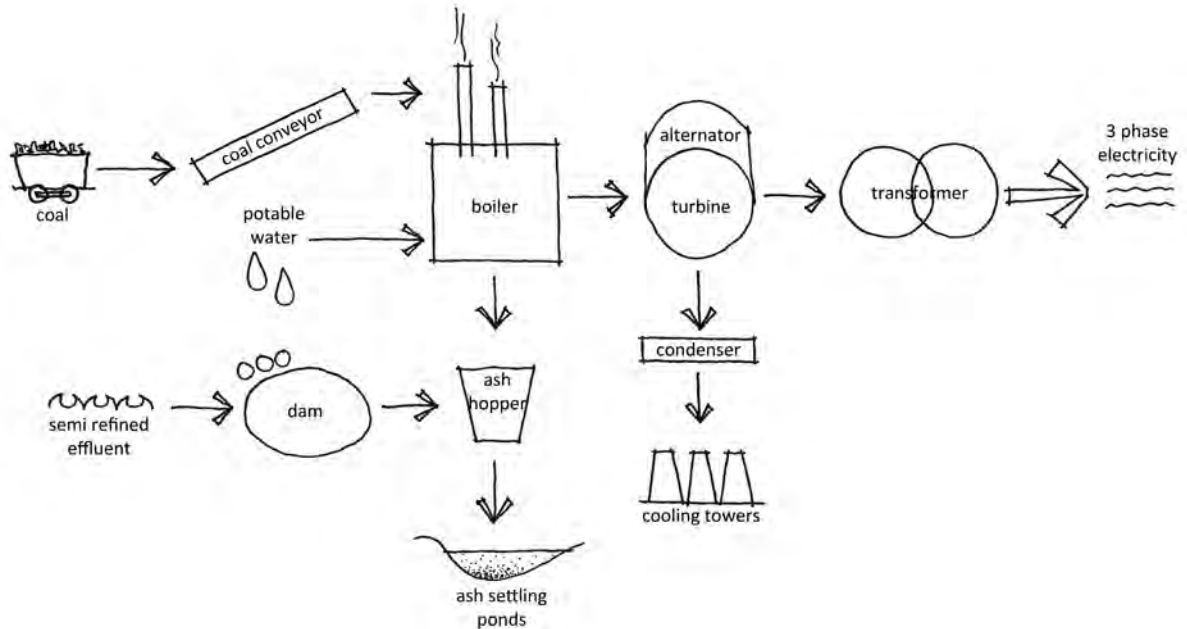 coal
coal conveyor
potable
water
boiler
alternator
turbine
transformer
3 phase
electricity
condenser
cooling towers
semi refined
effluent
dam
ash
hopper
ash settling
ponds